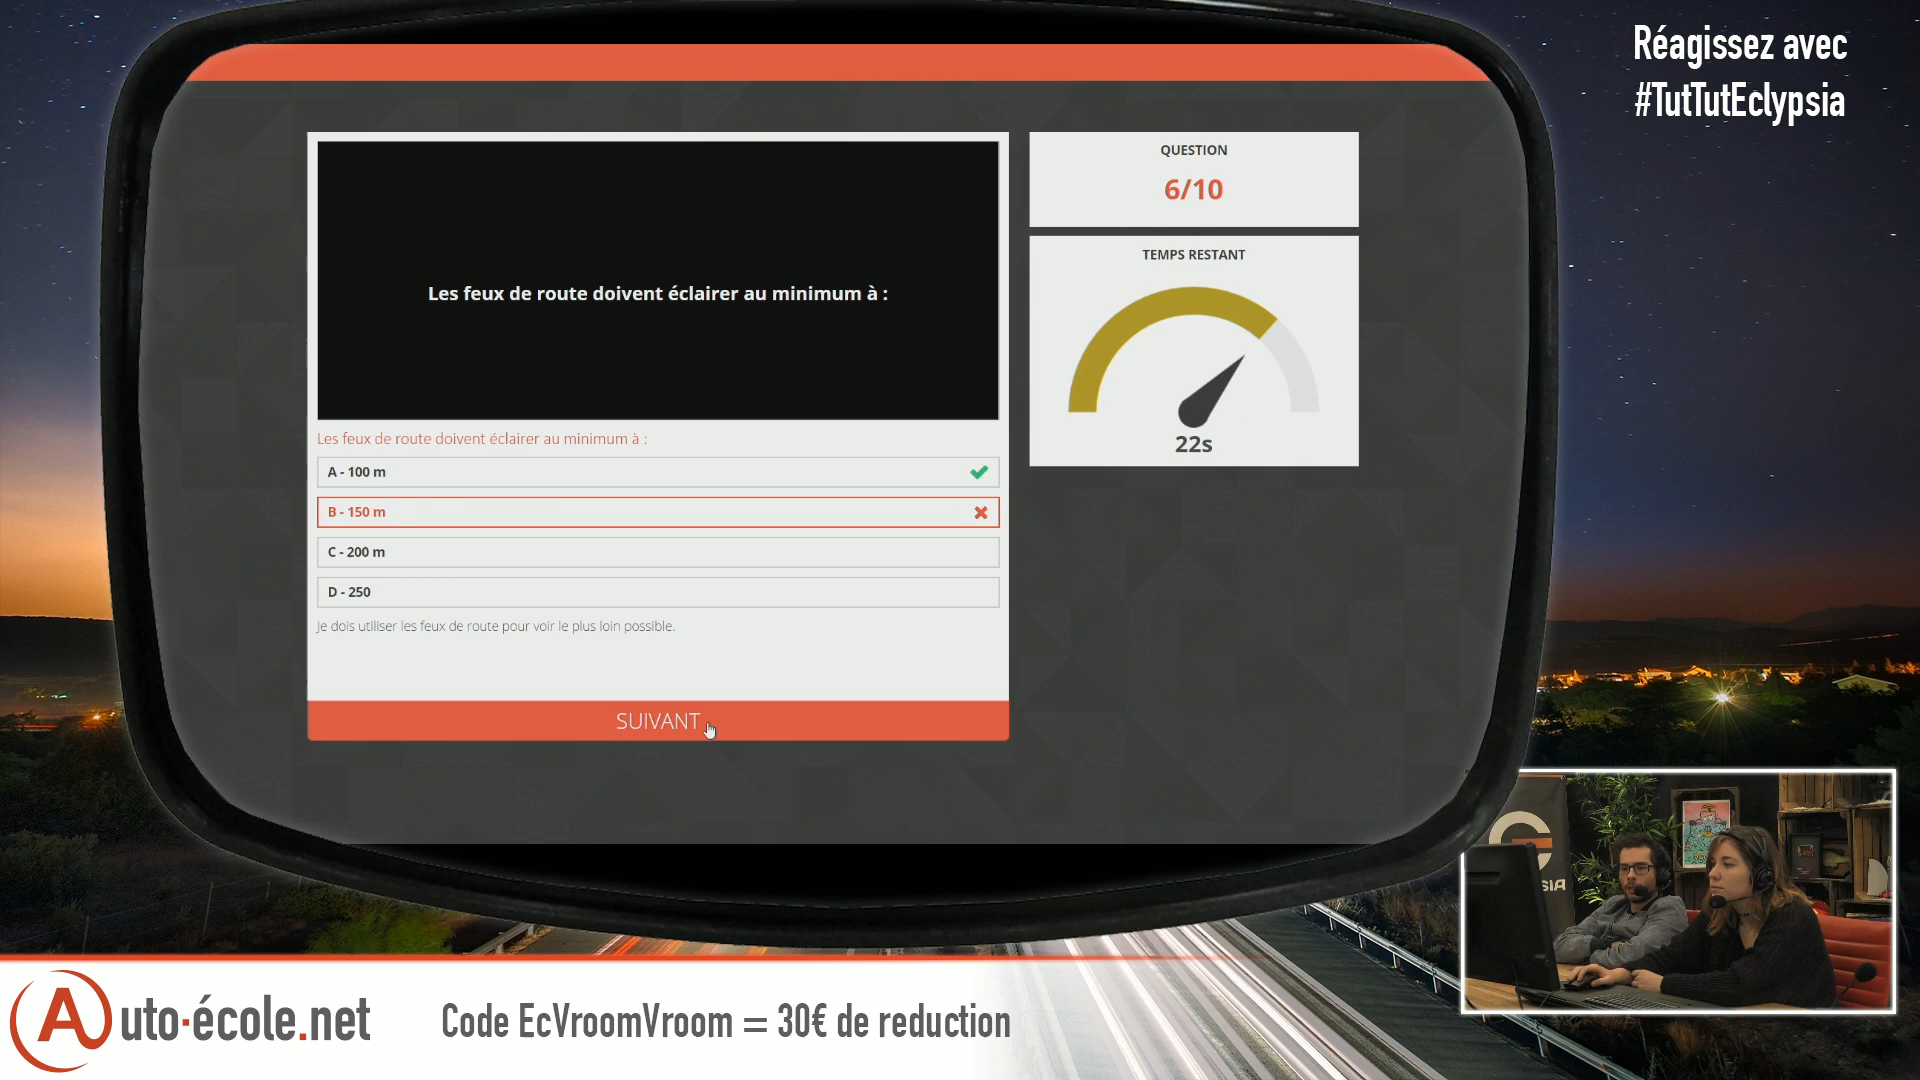 Réagissez avec
#TutTutEclypsia
QUESTION
6/10
TEMPS RESTANT
22s
Les feux de route doivent éclairer au minimum à :
Les feux de route doivent éclairer au minimum à :
A - 100 m
B - 150 m
C - 200 m
D - 250
Je dois utiliser les feux de route pour voir le plus loin possible.
SUIVANT
SIA
Auto·école.net
Code EcVroomVroom = 30€ de reduction